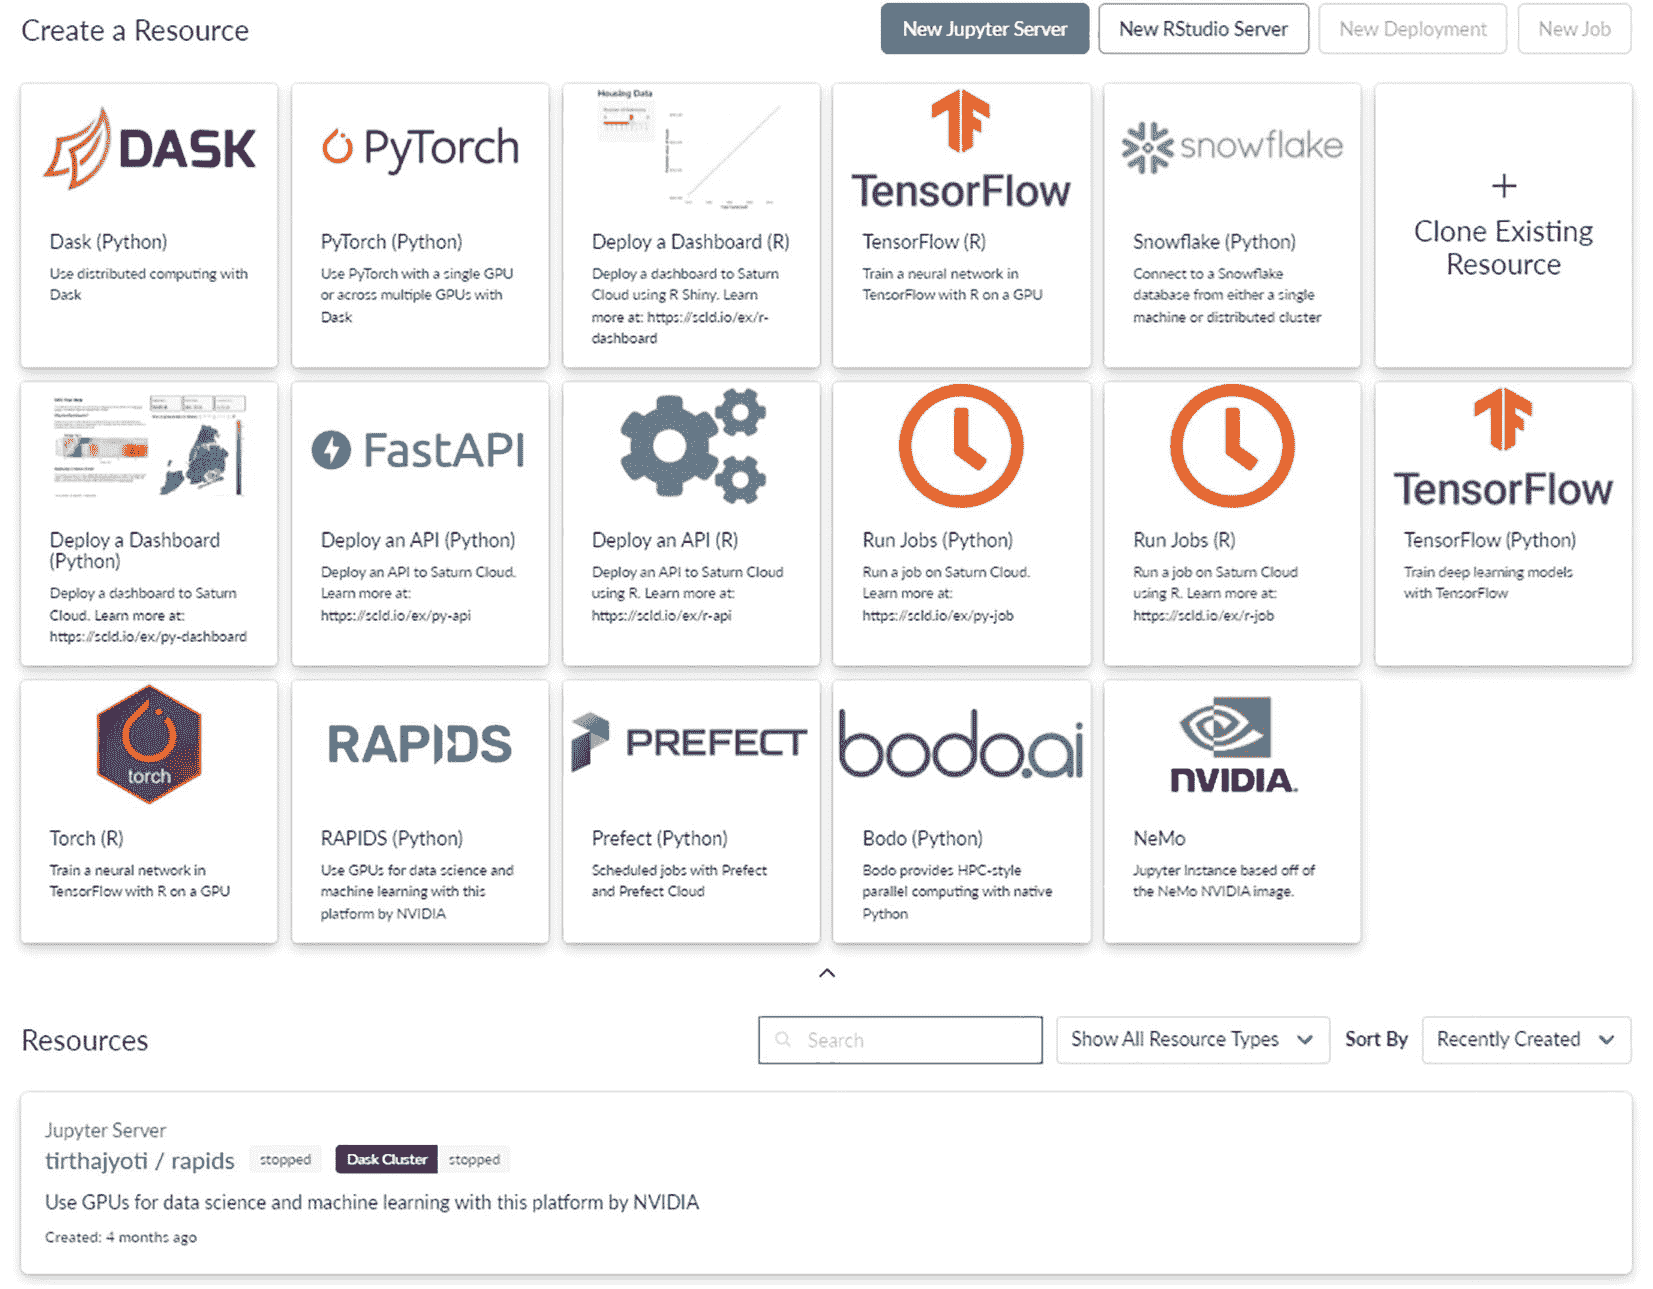 Create a Resource
New Jupyter Server
New RStudio Server
New Deployment
New Job
DASK
Dask (Python)
Use distributed computing with
Dask
PyTorch
PyTorch (Python)
Use PyTorch with a single GPU
or across multiple GPUs with
Dask
Housing Data
Deploy a Dashboard (R)
Deploy a dashboard to Saturn
Cloud using R Shiny. Learn
more at: https://scld.io/ex/r-
dashboard
TensorFlow
TensorFlow (R)
Train a neural network in
TensorFlow with R on a GPU
snowflake
Snowflake (Python)
Connect to a Snowflake
database from either a single
machine or distributed cluster
+
Clone Existing
Resource
Deploy a Dashboard
(Python)
Deploy a dashboard to Saturn
Cloud. Learn more at:
https://scld.io/ex/py-dashboard
FastAPI
Deploy an API (Python)
Deploy an API to Saturn Cloud.
Learn more at:
https://scld.io/ex/py-api
Deploy an API (R)
Deploy an API to Saturn Cloud
using R. Learn more at:
https://scld.io/ex/r-api
Run Jobs (Python)
Run a job on Saturn Cloud.
Learn more at:
https://scld.io/ex/py-job
Run Jobs (R)
Run a job on Saturn Cloud
using R. Learn more at:
https://scld.io/ex/r-job
TensorFlow
TensorFlow (Python)
Train deep learning models
with TensorFlow
torch
Torch (R)
Train a neural network in
TensorFlow with R on a GPU
RAPIDS
RAPIDS (Python)
Use GPUs for data science and
machine learning with this
platform by NVIDIA
PREFECT
Prefect (Python)
Scheduled jobs with Prefect
and Prefect Cloud
bodo.ai
Bodo (Python)
Bodo provides HPC-style
parallel computing with native
Python
NVIDIA.
NeMo
Jupyter Instance based off of
the NeMo NVIDIA image.
Resources
Search
Show All Resource Types
Sort By
Recently Created
Jupyter Server
tirthajyoti / rapids
stopped
Dask Cluster
stopped
Use GPUs for data science and machine learning with this platform by NVIDIA
Created: 4 months ago